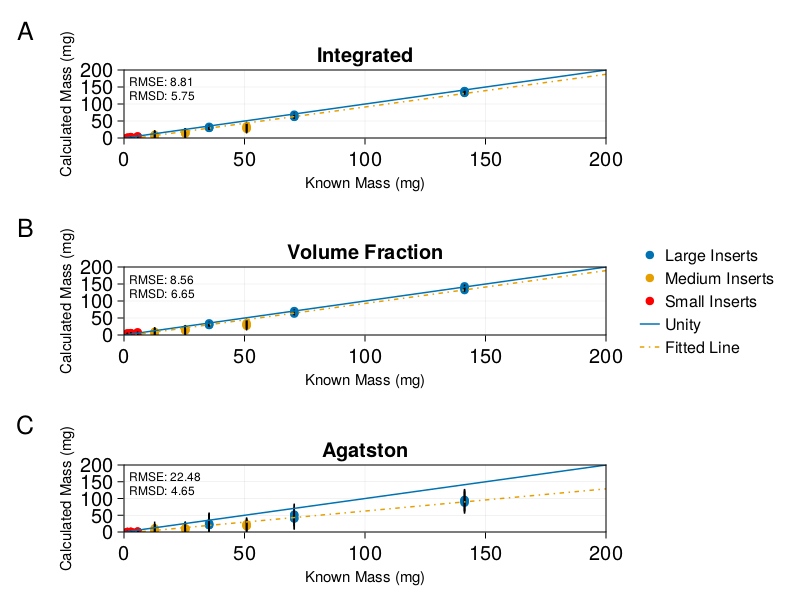 A
Integrated
Calculated Mass (mg)
200
150
100
50
0
RMSE: 8.81
RMSD: 5.75
0 50 100 150 200
Known Mass (mg)
B
Volume Fraction
Calculated Mass (mg)
200
150
100
50
0
RMSE: 8.56
RMSD: 6.65
0 50 100 150 200
Known Mass (mg)
Large Inserts
Medium Inserts
Small Inserts
Unity
Fitted Line
C
Agatston
Calculated Mass (mg)
200
150
100
50
0
RMSE: 22.48
RMSD: 4.65
0 50 100 150 200
Known Mass (mg)